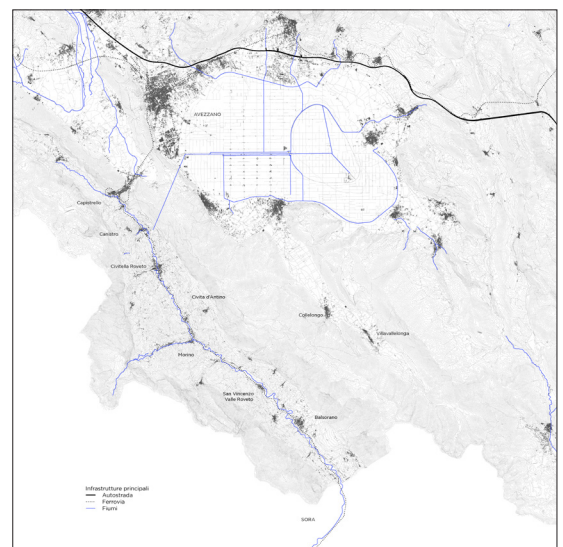 AVEZZANO
Capistrello
Canistro
Civitella Roveto
Civita d'Antino
Collelongo
Villavallelonga
Morino
San Vincenzo
Valle Roveto
Balsorano
Infrastrutture principali
Autostrada
Ferrovia
Fiumi
SORA